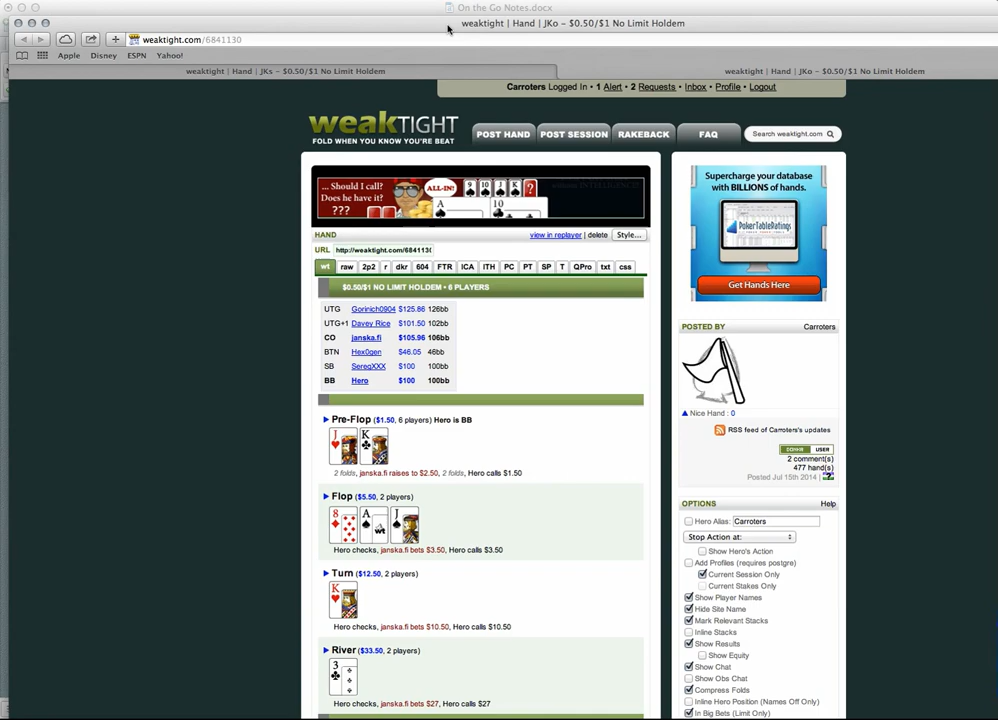 On the Go Notes.docx
weaktight | Hand | JKo - $0.50/$1 No Limit Holdem
weaktight.com/6841130
Apple Disney ESPN Yahoo!
weaktight | Hand | JKs - $0.50/$1 No Limit Holdem
weaktight | Hand | JKo - $0.50/$1 No Limit Holdem
Carroters Logged In • 1 Alert • 2 Requests • Inbox • Profile • Logout
weakTIGHT
FOLD WHEN YOU KNOW YOU'RE BEAT
POST HAND
POST SESSION
RAKEBACK
FAQ
Search weaktight.com
... Should I call?
Does he have it?
???
ALL-IN!
9 10 J K ?
A 10
HAND
view in replayer | delete
Style...
URL http://weaktight.com/684113(
wt raw 2p2 r dkr 604 FTR ICA ITH PC PT SP T QPro txt css
$0.50/$1 NO LIMIT HOLDEM • 6 PLAYERS
UTG Gorinich0904 $125.86 126bb
UTG+1 Davey Rice $101.50 102bb
CO janska.fi $105.96 106bb
BTN Hex0gen $46.05 46bb
SB SereqXXX $100 100bb
BB Hero $100 100bb
Pre-Flop ($1.50, 6 players) Hero is BB
J K
2 folds, janska.fi raises to $2.50, 2 folds, Hero calls $1.50
Flop ($5.50, 2 players)
8 A J
wt
Hero checks, janska.fi bets $3.50, Hero calls $3.50
Turn ($12.50, 2 players)
K
Hero checks, janska.fi bets $10.50, Hero calls $10.50
River ($33.50, 2 players)
3
Hero checks, janska.fi bets $27, Hero calls $27
Supercharge your database
with BILLIONS of hands.
PokerTableRatings
Get Hands Here
POSTED BY Carroters
Nice Hand : 0
RSS feed of Carroters's updates
DONKR USER
2 comment(s)
477 hand(s)
Posted Jul 15th 2014 |
OPTIONS Help
Hero Alias: Carroters
Stop Action at:
Show Hero's Action
Add Profiles (requires postgre)
Current Session Only
Current Stakes Only
Show Player Names
Hide Site Name
Mark Relevant Stacks
Inline Stacks
Show Results
Show Equity
Show Chat
Show Obs Chat
Compress Folds
Inline Hero Position (Names Off Only)
In Big Bets (Limit Only)